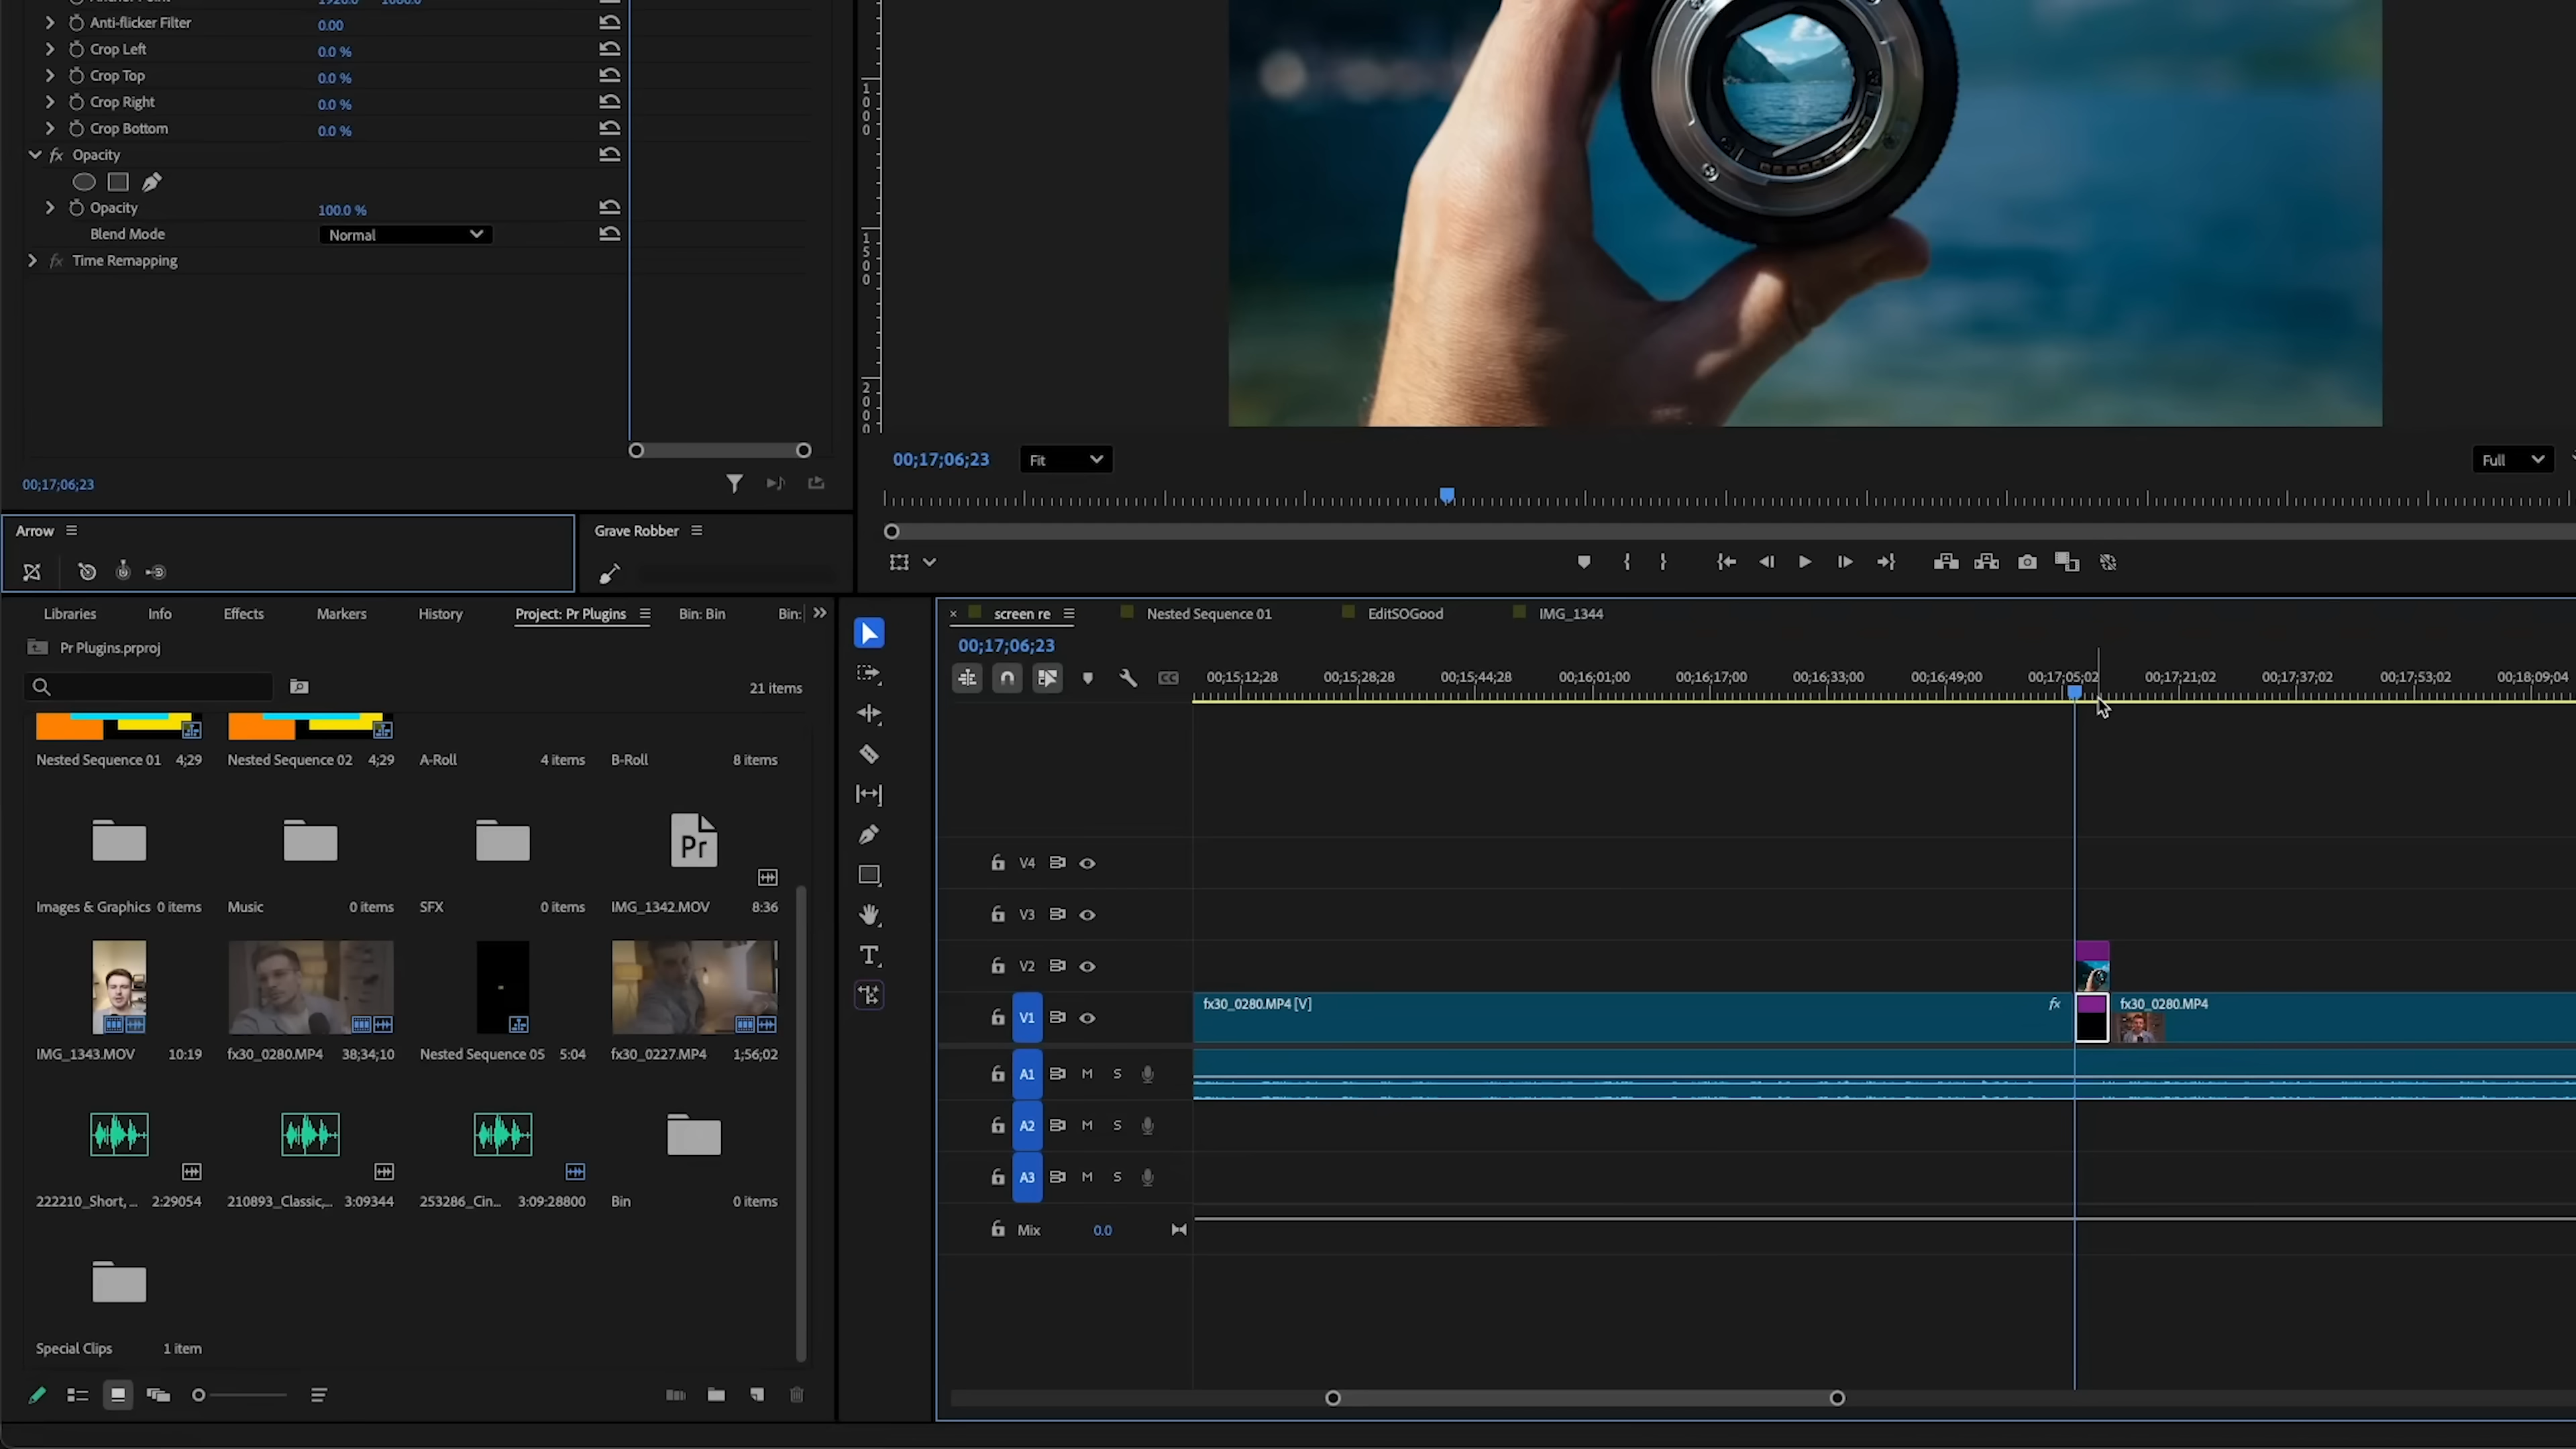 Anti-flicker Filter 0.00
Crop Left 0.0 %
Crop Top 0.0 %
Crop Right 0.0 %
Crop Bottom 0.0 %
fx Opacity
Opacity 100.0 %
Blend Mode Normal
fx Time Remapping
00;17;06;23
1000
1500
2000
00;17;06;23 Fit Full
Arrow
Grave Robber
Libraries Info Effects Markers History Project: Pr Plugins Bin: Bin Bin:
Pr Plugins.prproj
21 items
Nested Sequence 01 4;29 Nested Sequence 02 4;29 A-Roll 4 items B-Roll 8 items
Pr
Images & Graphics 0 items Music 0 items SFX 0 items IMG_1342.MOV 8:36
IMG_1343.MOV 10:19 fx30_0280.MP4 38;34;10 Nested Sequence 05 5:04 fx30_0227.MP4 1;56;02
222210_Short, ... 2:29054 210893_Classic,... 3:09344 253286_Cin... 3:09:28800 Bin 0 items
Special Clips 1 item
screen re Nested Sequence 01 EditSOGood IMG_1344
00;17;06;23
CC 00;15;12;28 00;15;28;28 00;15;44;28 00;16;01;00 00;16;17;00 00;16;33;00 00;16;49;00 00;17;05;02 00;17;21;02 00;17;37;02 00;17;53;02 00;18;09;04
V4
V3
V2
V1 fx30_0280.MP4 [V] fx fx30_0280.MP4
A1 M S
A2 M S
A3 M S
Mix 0.0
T